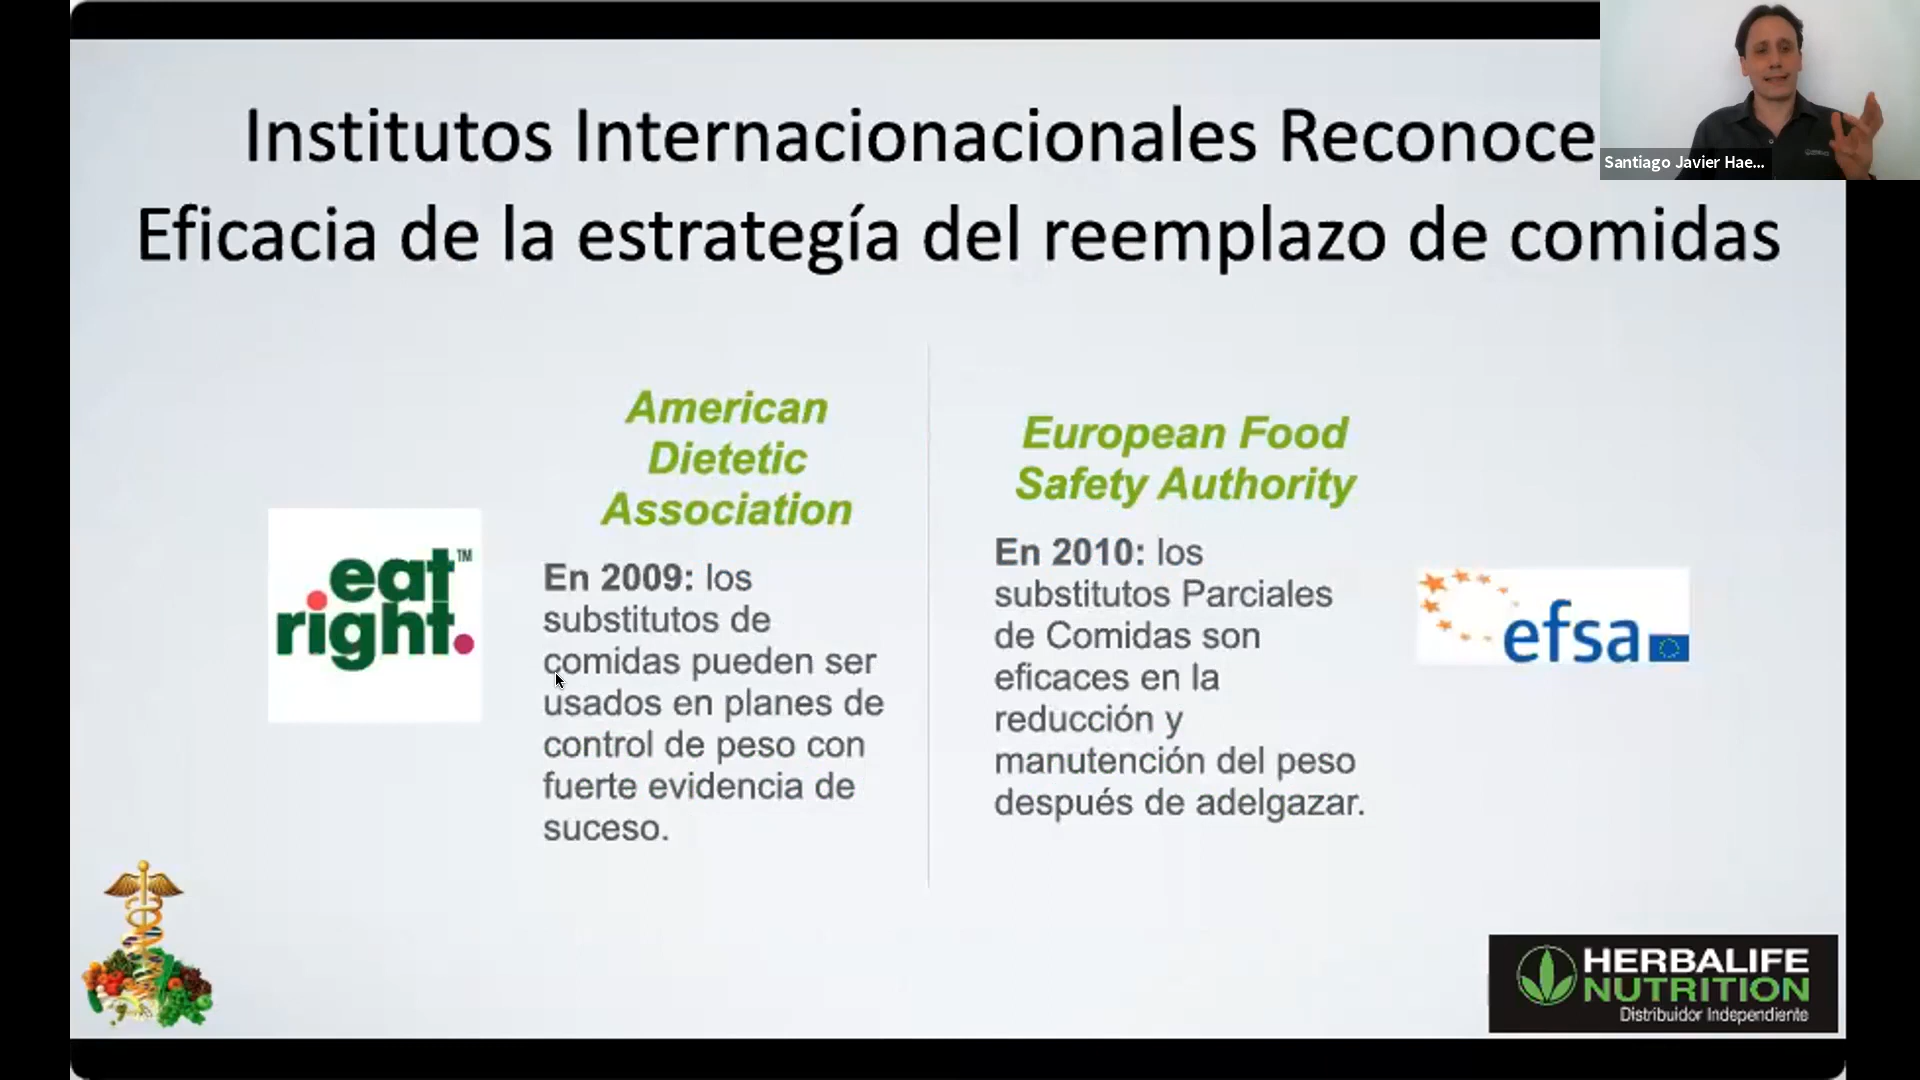 Institutos Internacionacionales Reconoce
Eficacia de la estrategía del reemplazo de comidas
Santiago Javier Hae...
American
Dietetic
Association
En 2009: los
substitutos de
comidas pueden ser
usados en planes de
control de peso con
fuerte evidencia de
suceso.
eat™
right.
European Food
Safety Authority
En 2010: los
substitutos Parciales
de Comidas son
eficaces en la
reducción y
manutención del peso
después de adelgazar.
efsa
HERBALIFE
NUTRITION
Distribuidor Independiente